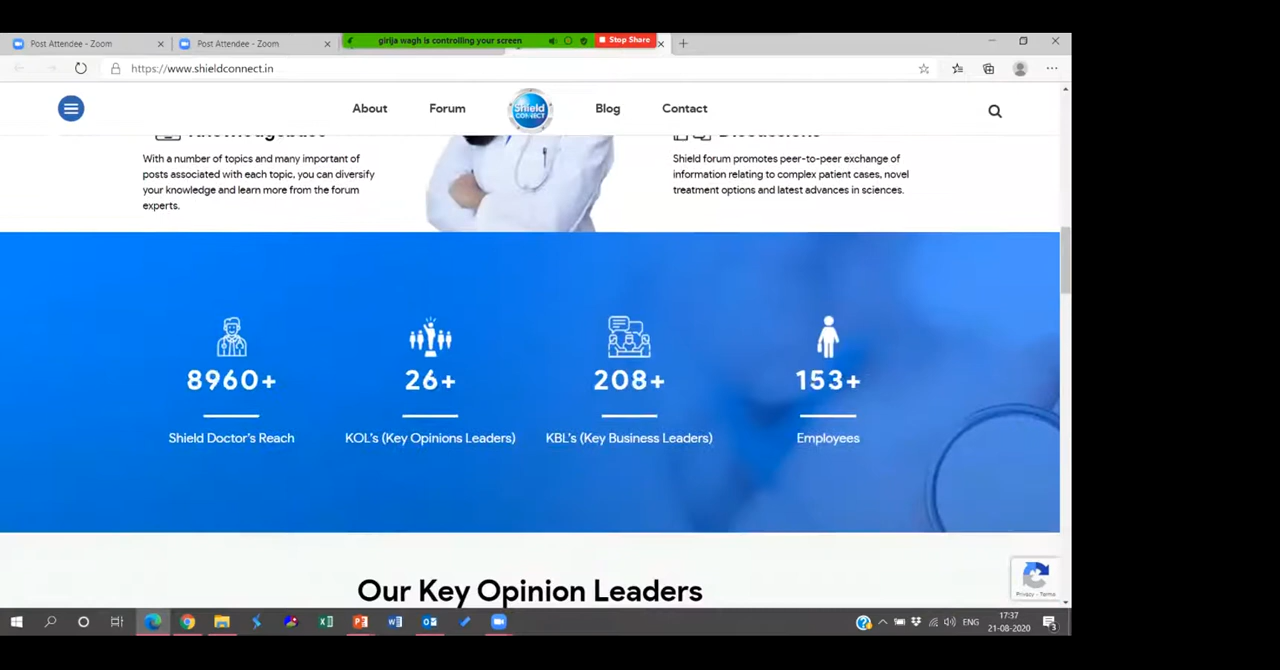 Post Attendee - Zoom
Post Attendee - Zoom
girija wagh is controlling your screen
Stop Share
https://www.shieldconnect.in
About
Forum
Shield
CONNECT
Blog
Contact
With a number of topics and many important of
posts associated with each topic, you can diversify
your knowledge and learn more from the forum
experts.
Shield forum promotes peer-to-peer exchange of
information relating to complex patient cases, novel
treatment options and latest advances in sciences.
8960+
26+
208+
153+
Shield Doctor's Reach
KOL's (Key Opinions Leaders)
KBL's (Key Business Leaders)
Employees
Our Key Opinion Leaders
Privacy - Terms
ENG
17:37
21-08-2020